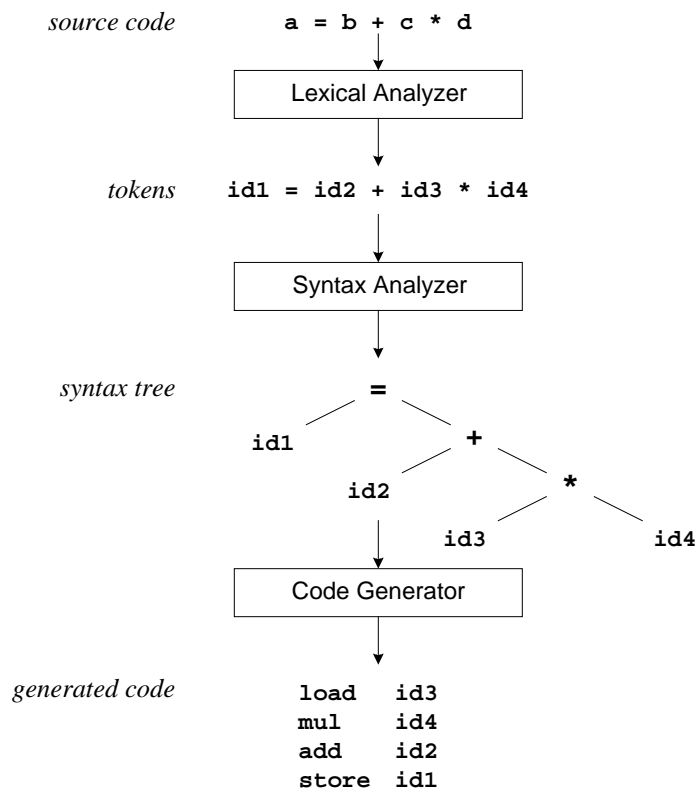 source code a = b + c * d
Lexical Analyzer
tokens id1 = id2 + id3 * id4
Syntax Analyzer
syntax tree =
id1 +
id2 *
id3 id4
Code Generator
generated code load id3
mul id4
add id2
store id1